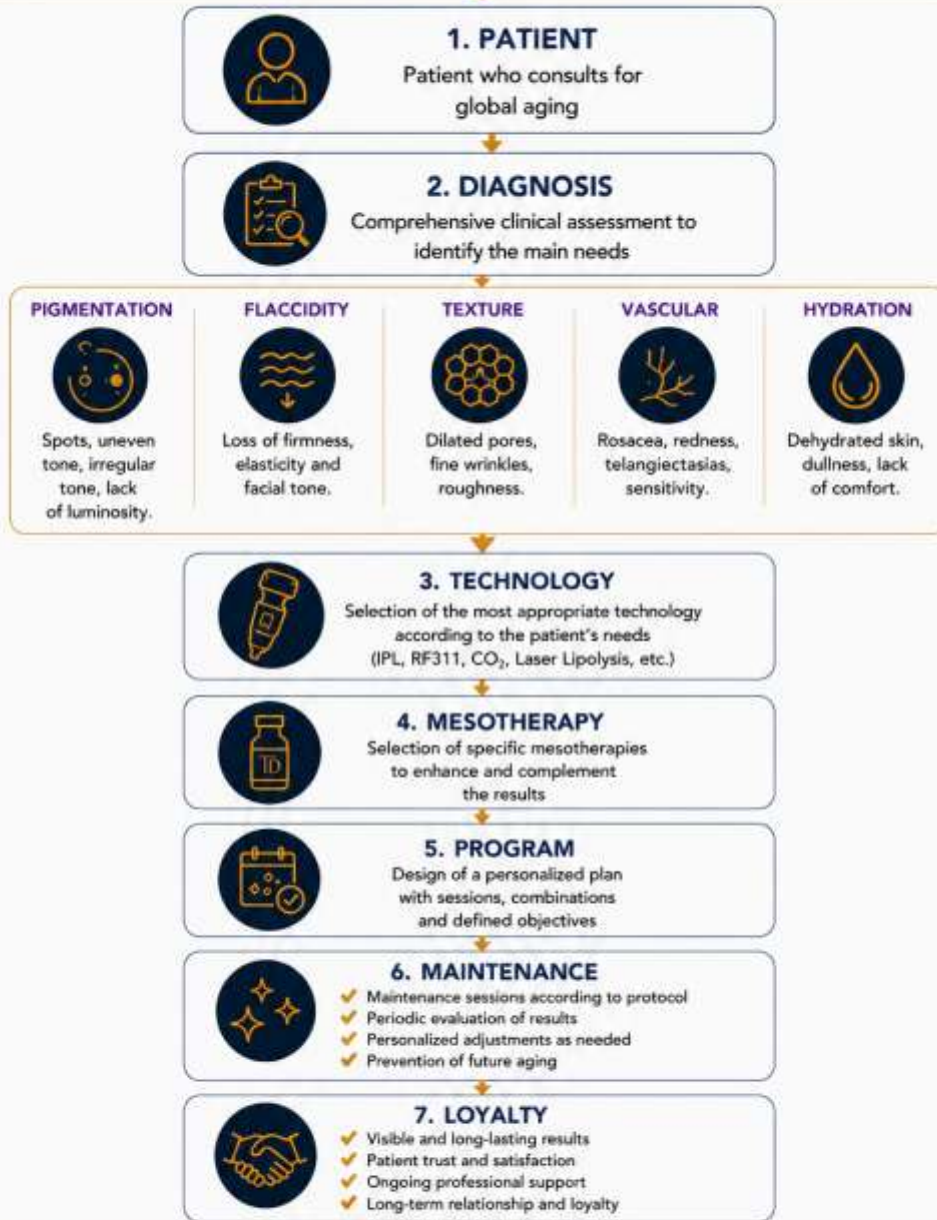 1. PATIENT
Patient who consults for
global aging
2. DIAGNOSIS
Comprehensive clinical assessment to
identify the main needs
PIGMENTATION
Spots, uneven
tone, irregular
tone, lack
of luminosity.
FLACCIDITY
Loss of firmness,
elasticity and
facial tone.
TEXTURE
Dilated pores,
fine wrinkles,
roughness.
VASCULAR
Rosacea, redness,
telangiectasias,
sensitivity.
HYDRATION
Dehydrated skin,
dullness, lack
of comfort.
3. TECHNOLOGY
Selection of the most appropriate technology
according to the patient's needs
(IPL, RF311, CO₂, Laser Lipolysis, etc.)
4. MESOTHERAPY
TD
Selection of specific mesotherapies
to enhance and complement
the results
5. PROGRAM
Design of a personalized plan
with sessions, combinations
and defined objectives
6. MAINTENANCE
✔ Maintenance sessions according to protocol
✔ Periodic evaluation of results
✔ Personalized adjustments as needed
✔ Prevention of future aging
7. LOYALTY
✔ Visible and long-lasting results
✔ Patient trust and satisfaction
✔ Ongoing professional support
✔ Long-term relationship and loyalty